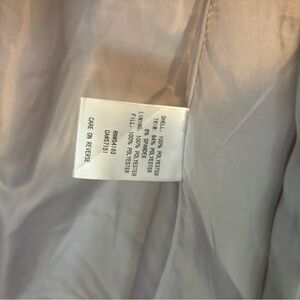 SHELL: 100% POLYESTER
TRIM: 94% POLYESTER
6% SPANDEX
LINING: 100% POLYESTER
FILL: 100% POLYESTER
RN#54163
CA#57151
CARE ON REVERSE